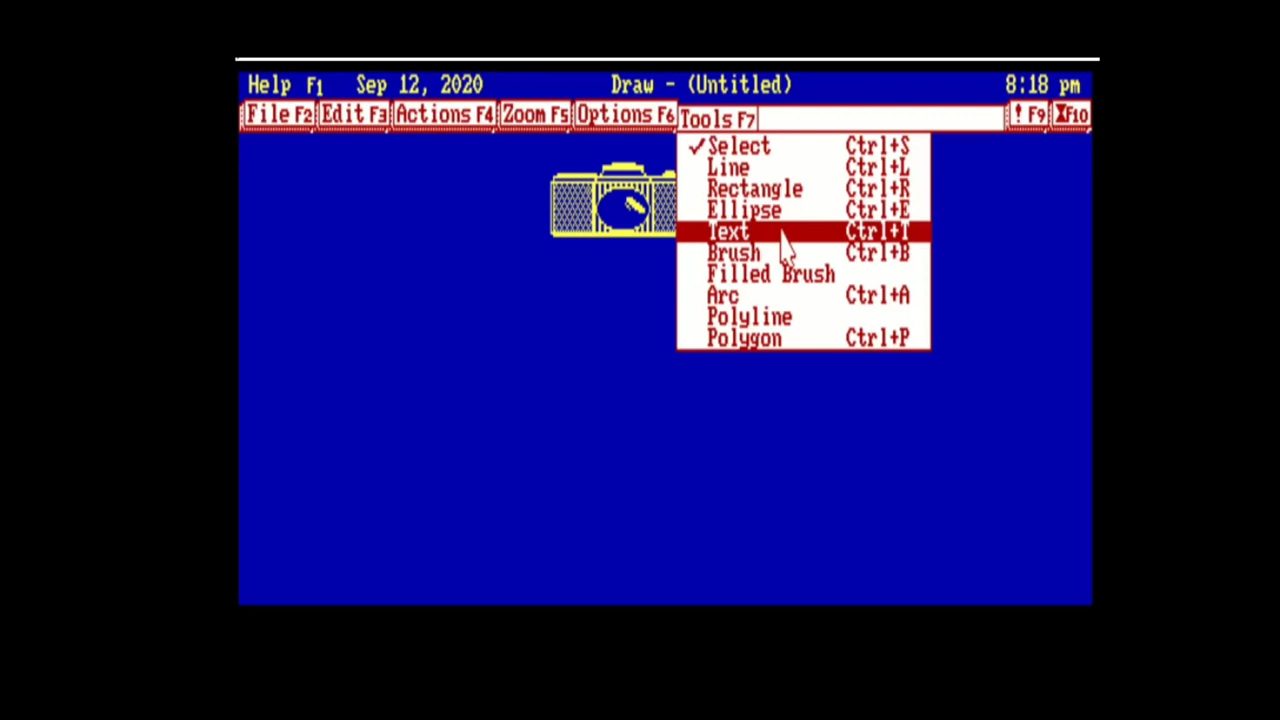 Help F1 Sep 12, 2020 Draw - (Untitled) 8:18 pm
File F2 Edit F3 Actions F4 Zoom F5 Options F6 Tools F7 ! F9 F10
Select Ctrl+S
Line Ctrl+L
Rectangle Ctrl+R
Ellipse Ctrl+E
Text Ctrl+T
Brush Ctrl+B
Filled Brush
Arc Ctrl+A
Polyline
Polygon Ctrl+P